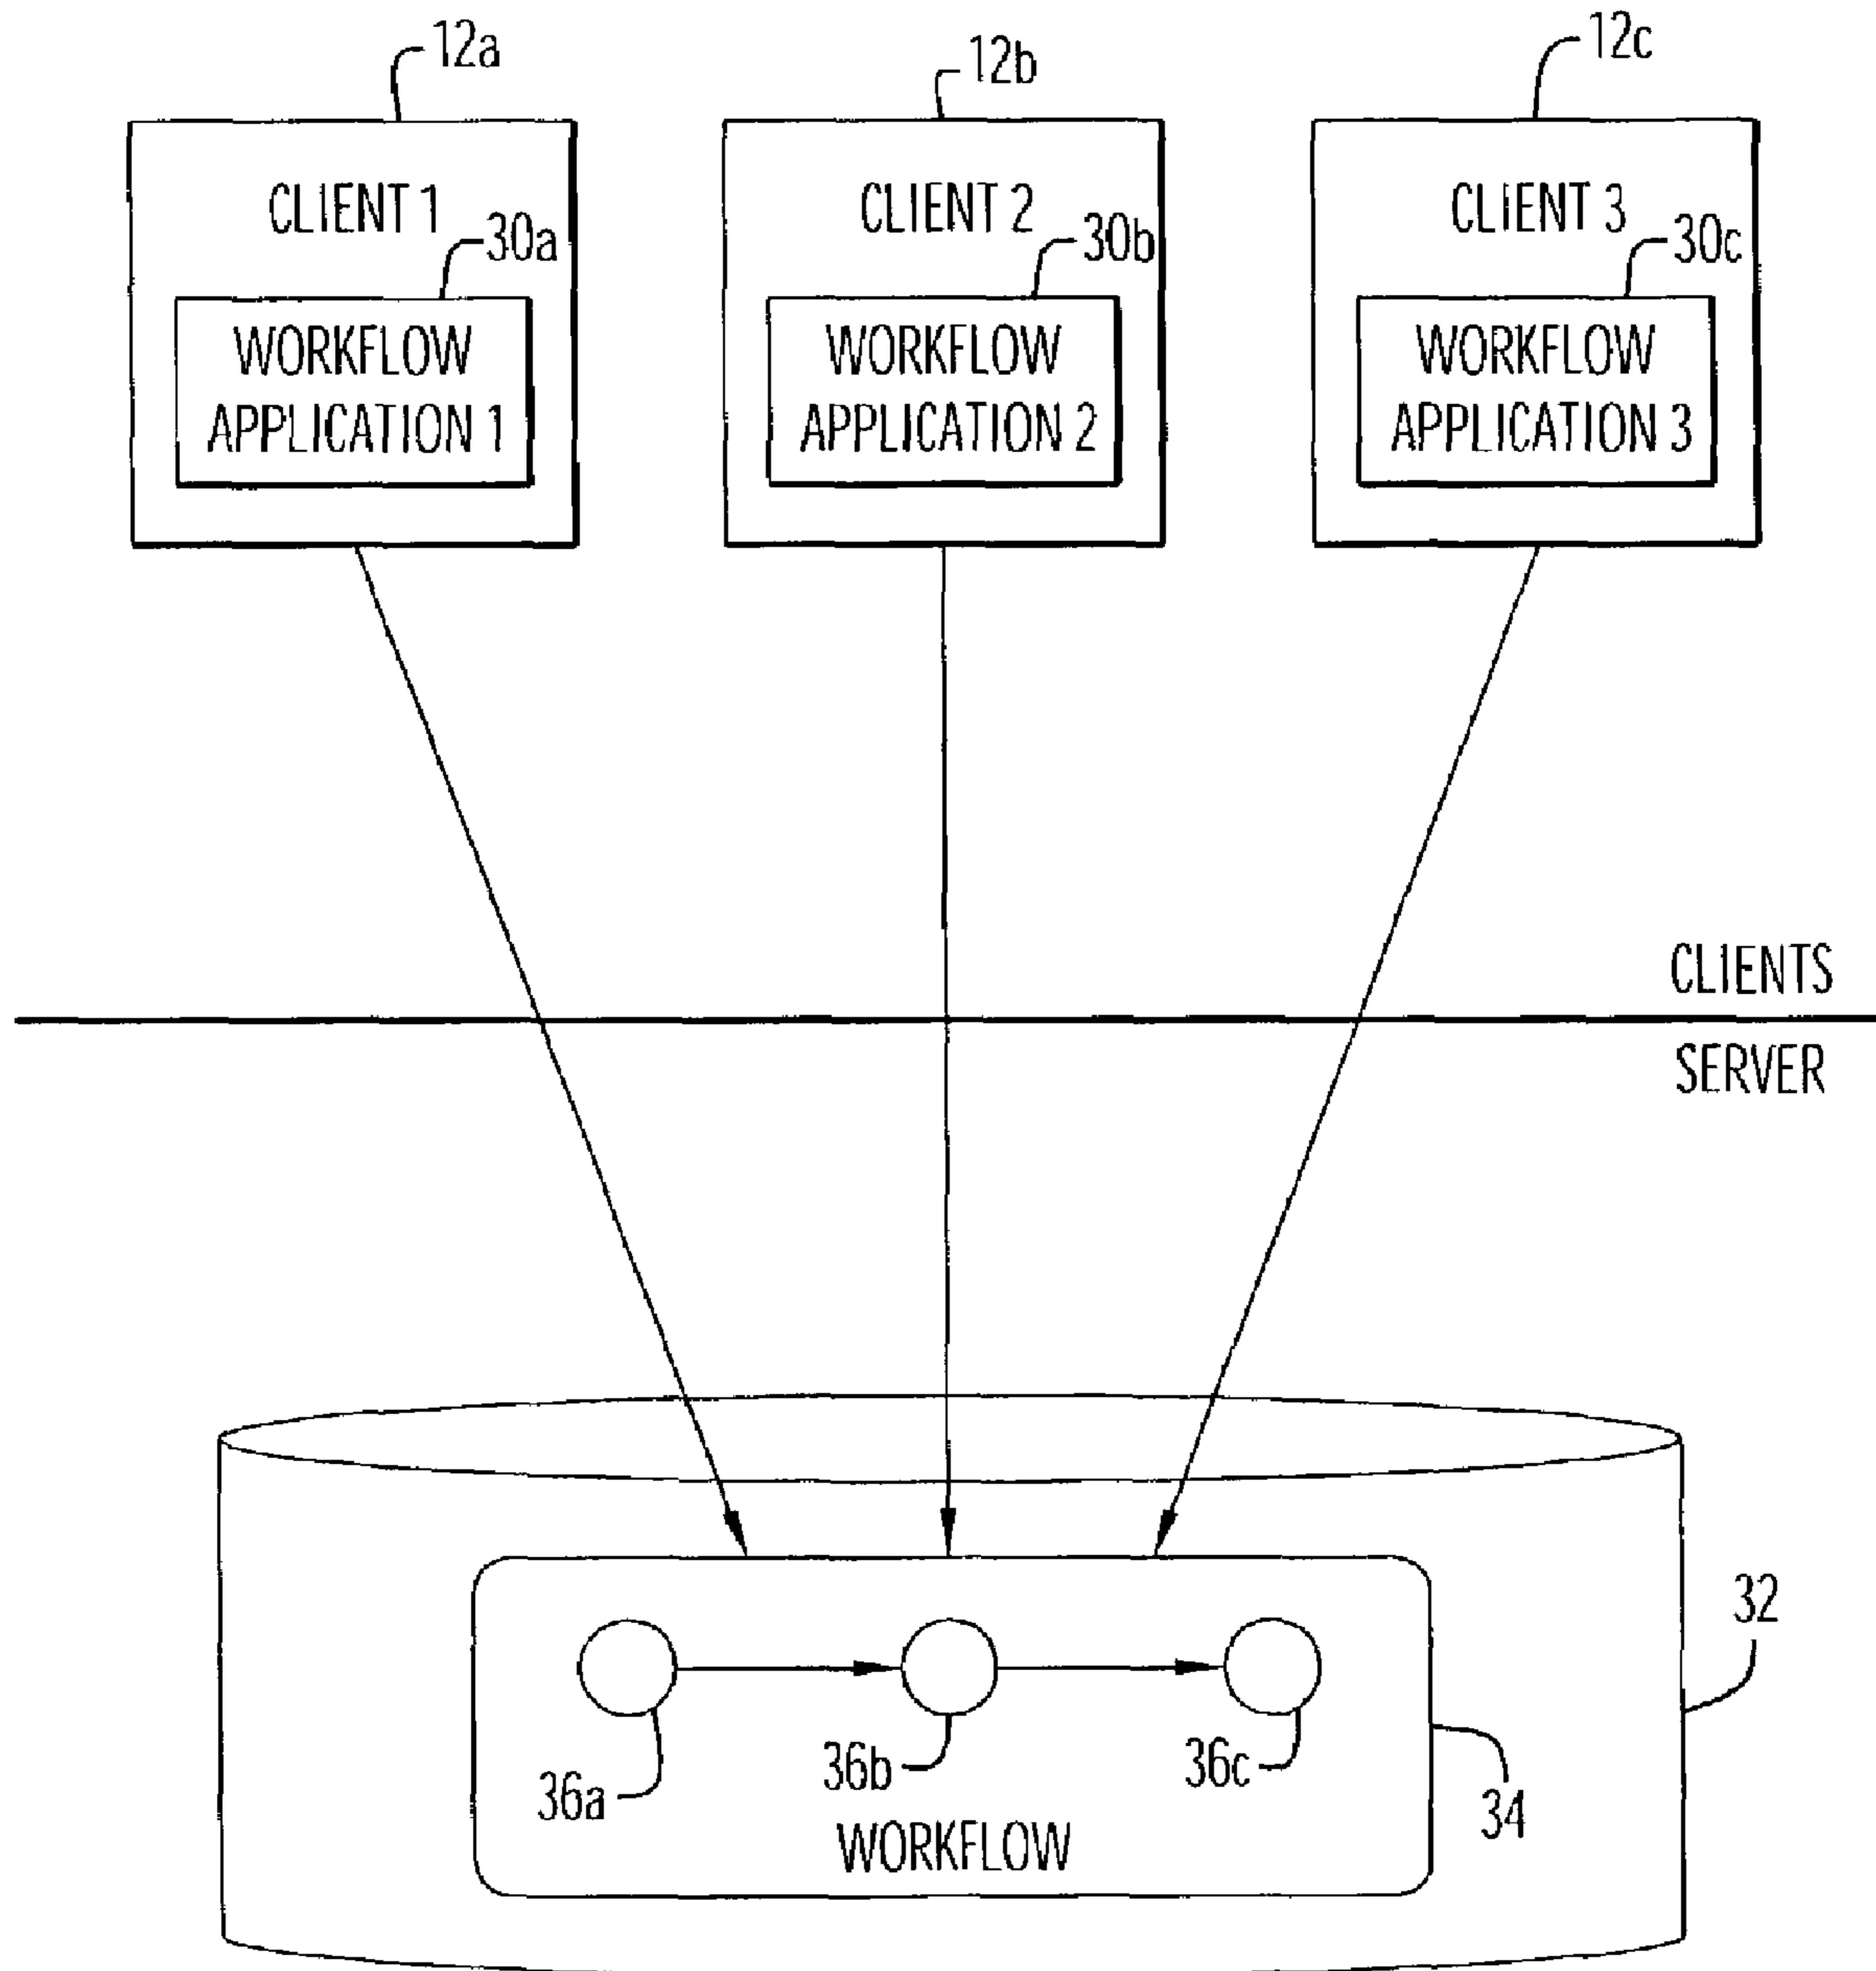 12a
12b
12c
CLIENT 1
CLIENT 2
CLIENT 3
30a
30b
30c
WORKFLOW
APPLICATION 1
WORKFLOW
APPLICATION 2
WORKFLOW
APPLICATION 3
CLIENTS
SERVER
32
36a
36b
36c
34
WORKFLOW